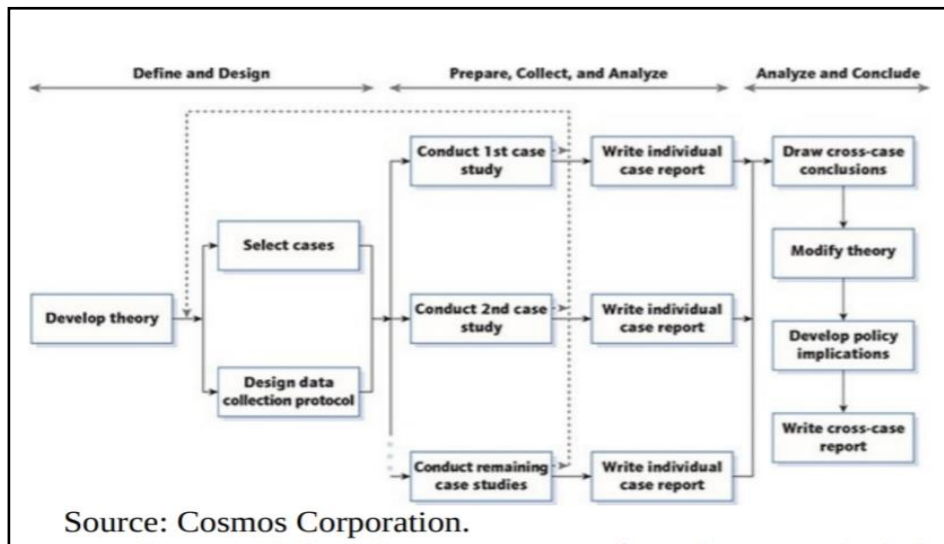 Define and Design
Prepare, Collect, and Analyze
Analyze and Conclude
Develop theory
Select cases
Design data
collection protocol
Conduct 1st case
study
Write individual
case report
Conduct 2nd case
study
Write individual
case report
Conduct remaining
case studies
Write individual
case report
Draw cross-case
conclusions
Modify theory
Develop policy
implications
Write cross-case
report
Source: Cosmos Corporation.